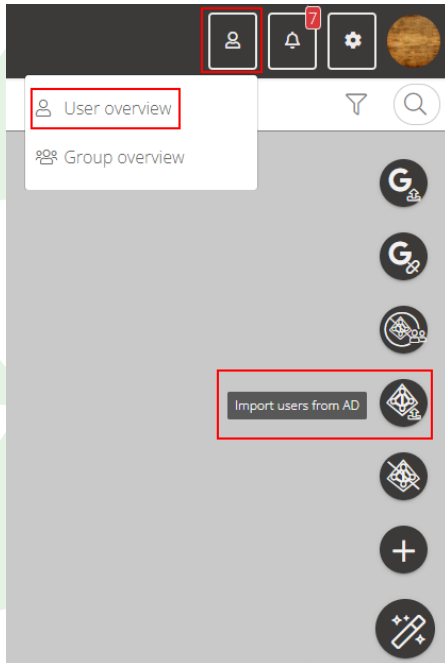 7
User overview
Group overview
G
G
Import users from AD